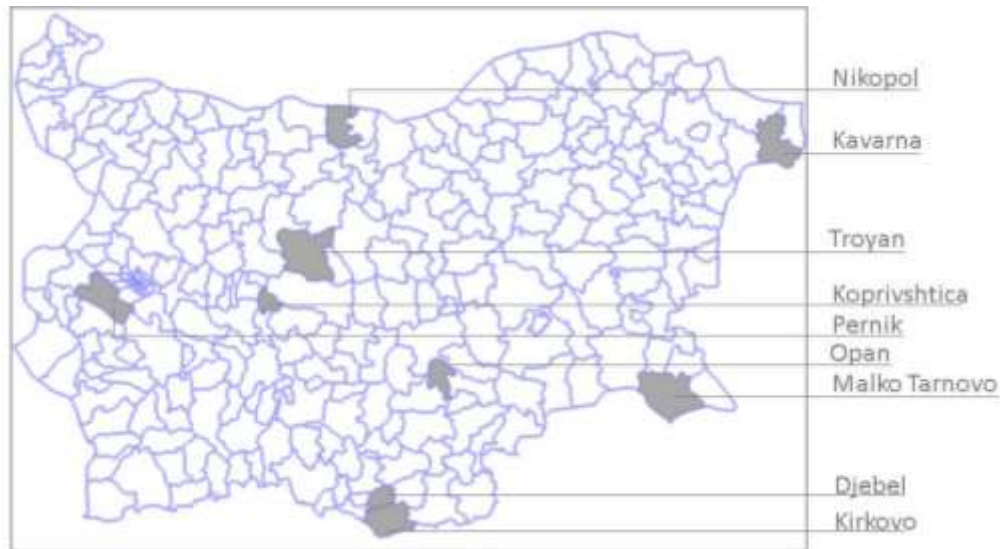 Nikopol
Kavarna
Troyan
Koprivshtica
Pernik
Opan
Malko Tarnovo
Djebel
Kirkovo